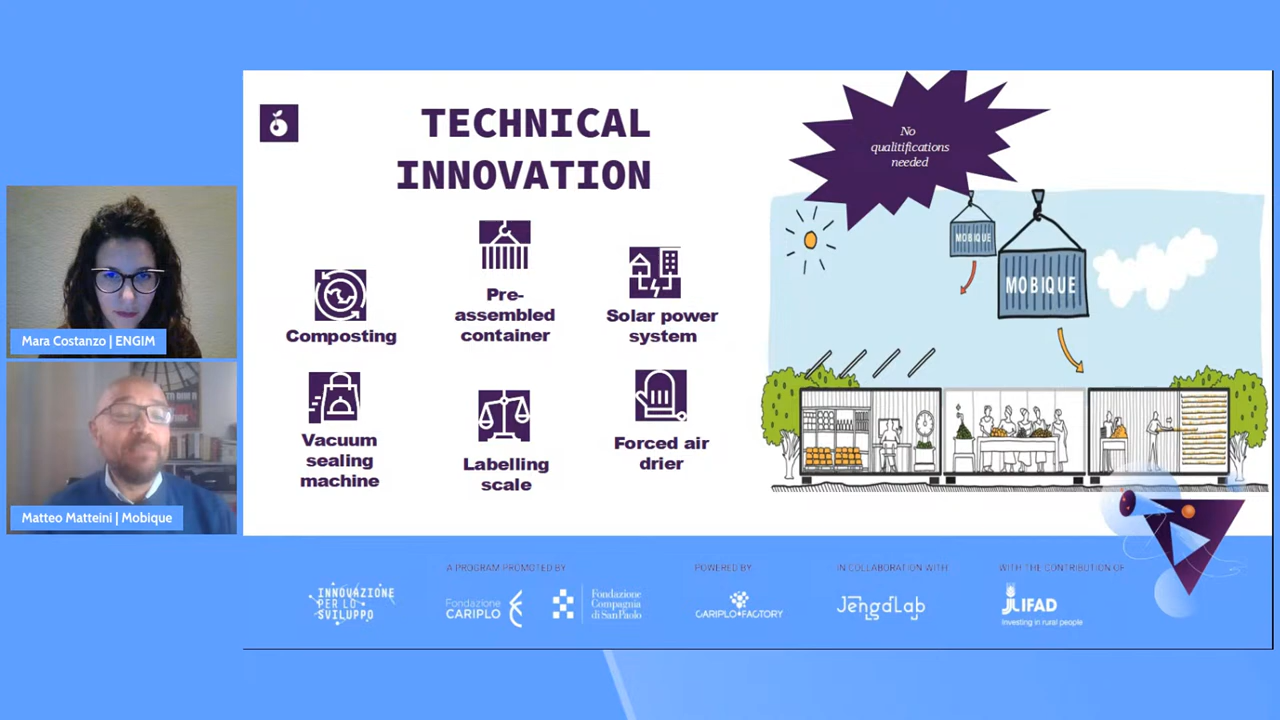 TECHNICAL
INNOVATION
No
qualitifications
needed
Composting
Pre-
assembled
container
Solar power
system
Vacuum
sealing
machine
Labelling
scale
Forced air
drier
MOBIQUE
MOBIQUE
Mara Costanzo | ENGIM
Matteo Matteini | Mobique
INNOVAZIONE
PER LO
SVILUPPO
A PROGRAM PROMOTED BY
Fondazione
CARIPLO
Fondazione
Compagnia
di San Paolo
POWERED BY
CARIPLO FACTORY
IN COLLABORATION WITH
JengaLab
WITH THE CONTRIBUTION OF
IFAD
Investing in rural people